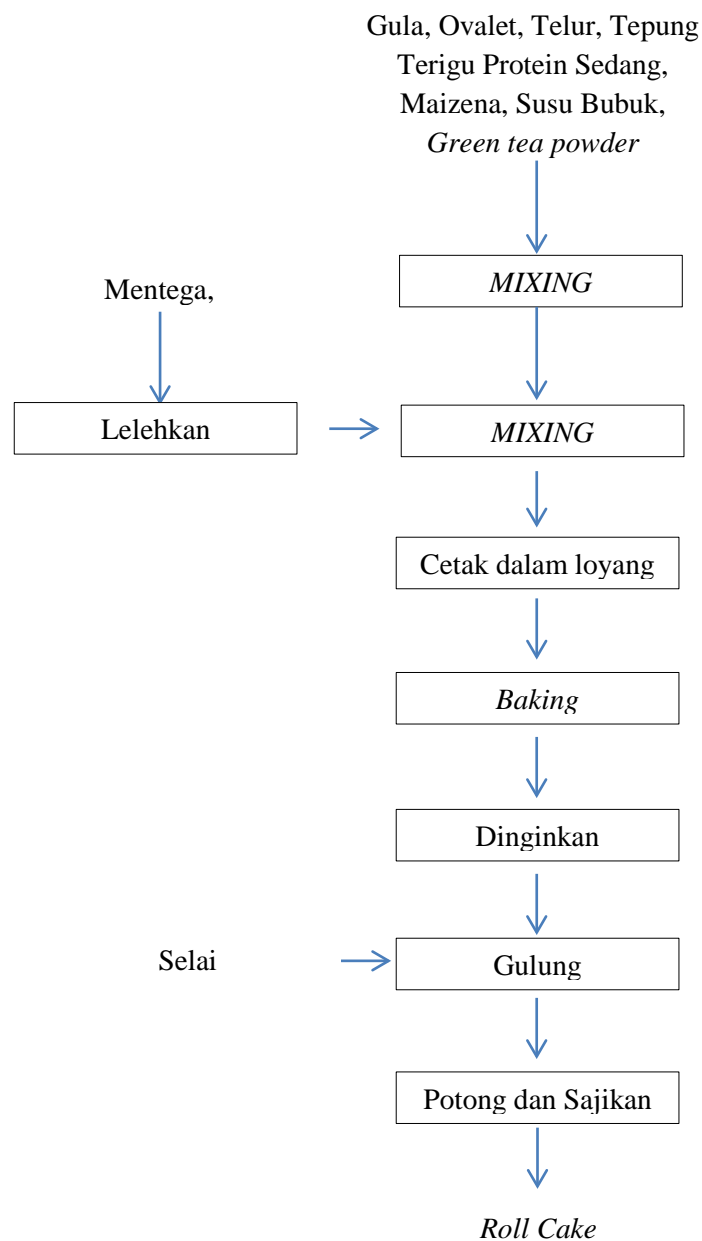 Gula, Ovalet, Telur, Tepung
Terigu Protein Sedang,
Maizena, Susu Bubuk,
Green tea powder
MIXING
Mentega,
Lelehkan
MIXING
Cetak dalam loyang
Baking
Dinginkan
Selai
Gulung
Potong dan Sajikan
Roll Cake